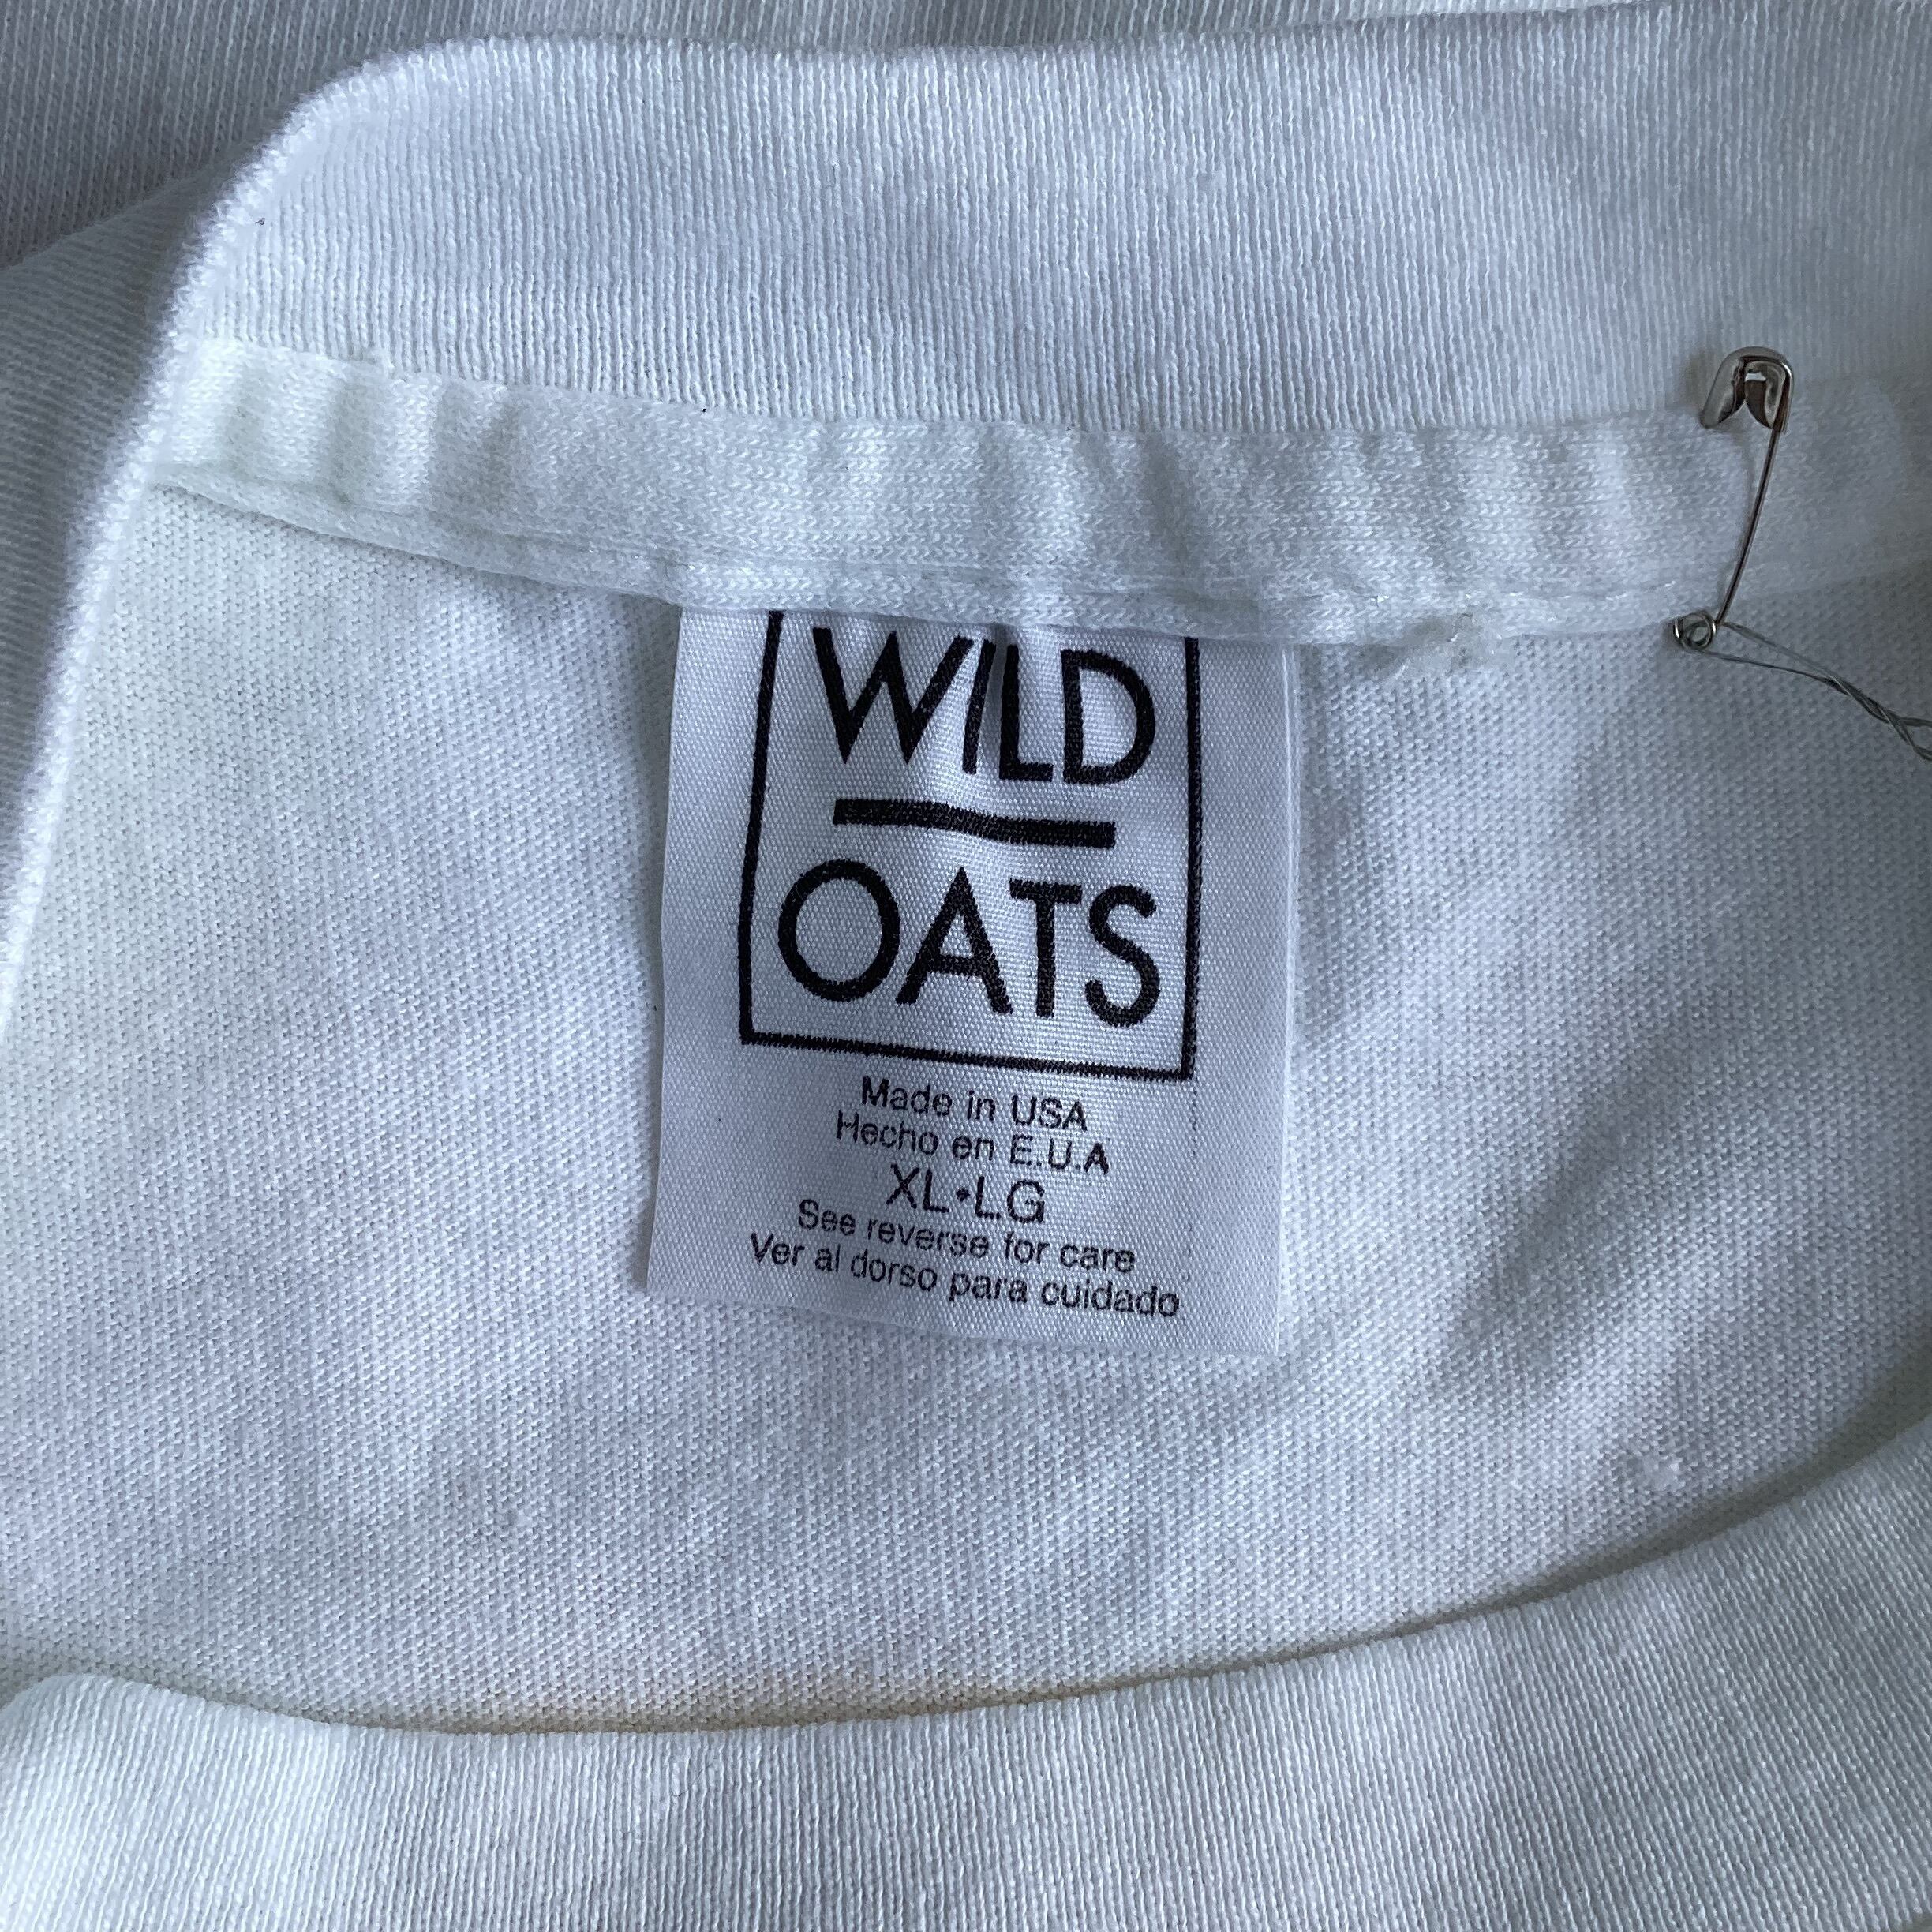 WILD
OATS
Made in USA
Hecho en E.U.A
XL•LG
See reverse for care
Ver al dorso para cuidado